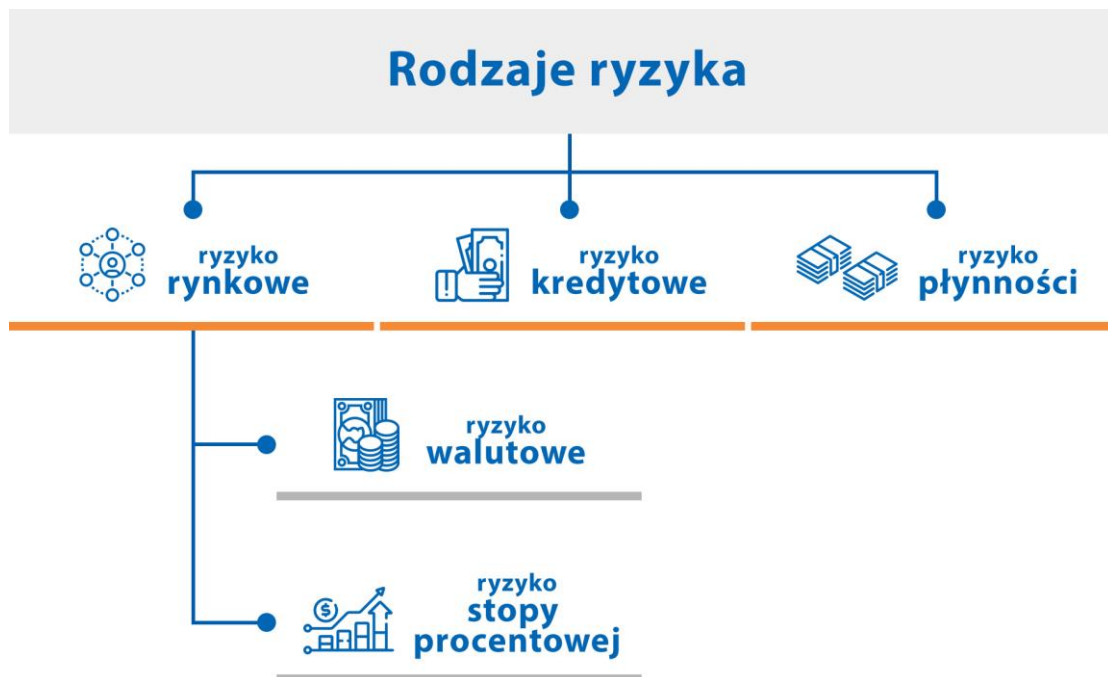 Rodzaje ryzyka
ryzyko
rynkowe
ryzyko
kredytowe
ryzyko
płynności
ryzyko
walutowe
ryzyko
stopy
procentowej